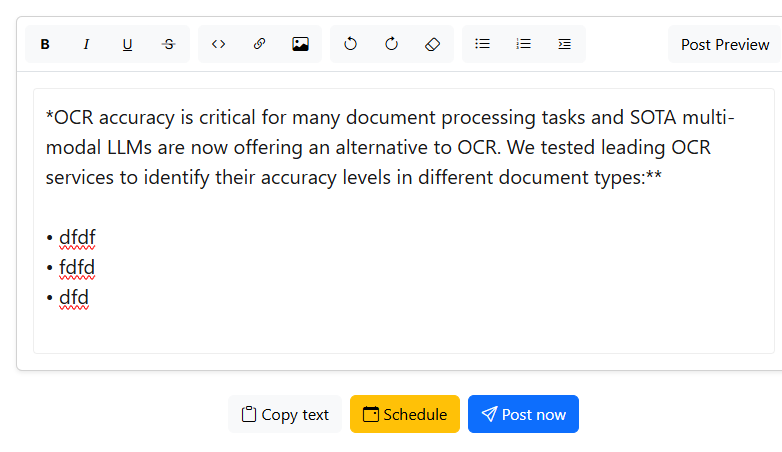 B I U S
Post Preview
*OCR accuracy is critical for many document processing tasks and SOTA multi-
modal LLMs are now offering an alternative to OCR. We tested leading OCR
services to identify their accuracy levels in different document types:**
• dfdf
• fdfd
• dfd
Copy text Schedule Post now